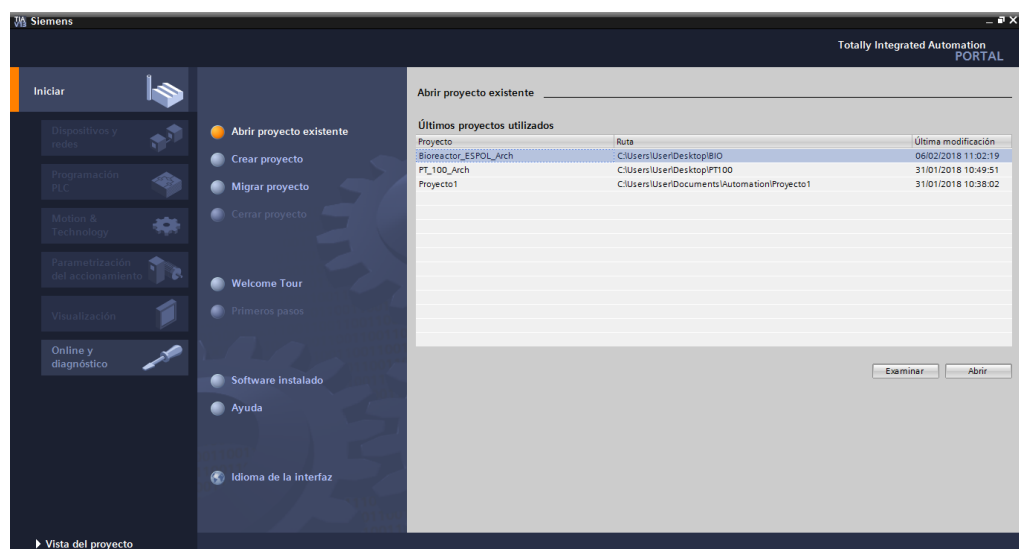 TIA
V13 Siemens
Totally Integrated Automation
PORTAL
Iniciar
Dispositivos y
redes
Programación
PLC
Motion &
Technology
Parametrización
del accionamiento
Visualización
Online y
diagnóstico
Abrir proyecto existente
Crear proyecto
Migrar proyecto
Cerrar proyecto
Welcome Tour
Primeros pasos
Software instalado
Ayuda
Idioma de la interfaz
Abrir proyecto existente
Últimos proyectos utilizados
Proyecto Ruta Última modificación
Bioreactor_ESPOL_Arch C:\Users\User\Desktop\BIO 06/02/2018 11:02:19
PT_100_Arch C:\Users\User\Desktop\PT100 31/01/2018 10:49:51
Proyecto1 C:\Users\User\Documents\Automation\Proyecto1 31/01/2018 10:38:02
Examinar Abrir
Vista del proyecto